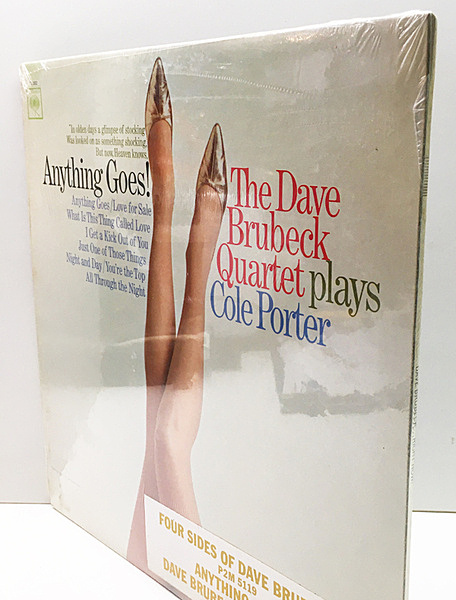 "In olden days a glimpse of stocking
Was looked on as something shocking.
But now, Heaven knows,
Anything Goes!
Anything Goes/Love for Sale
What Is This Thing Called Love
I Get a Kick Out of You
Just One of Those Things
Night and Day/You're the Top
All Through the Night
The Dave
Brubeck
Quartet plays
Cole Porter
FOUR SIDES OF DAVE BRU
P2M 5119
ANYTHING
DAVE BRUBE